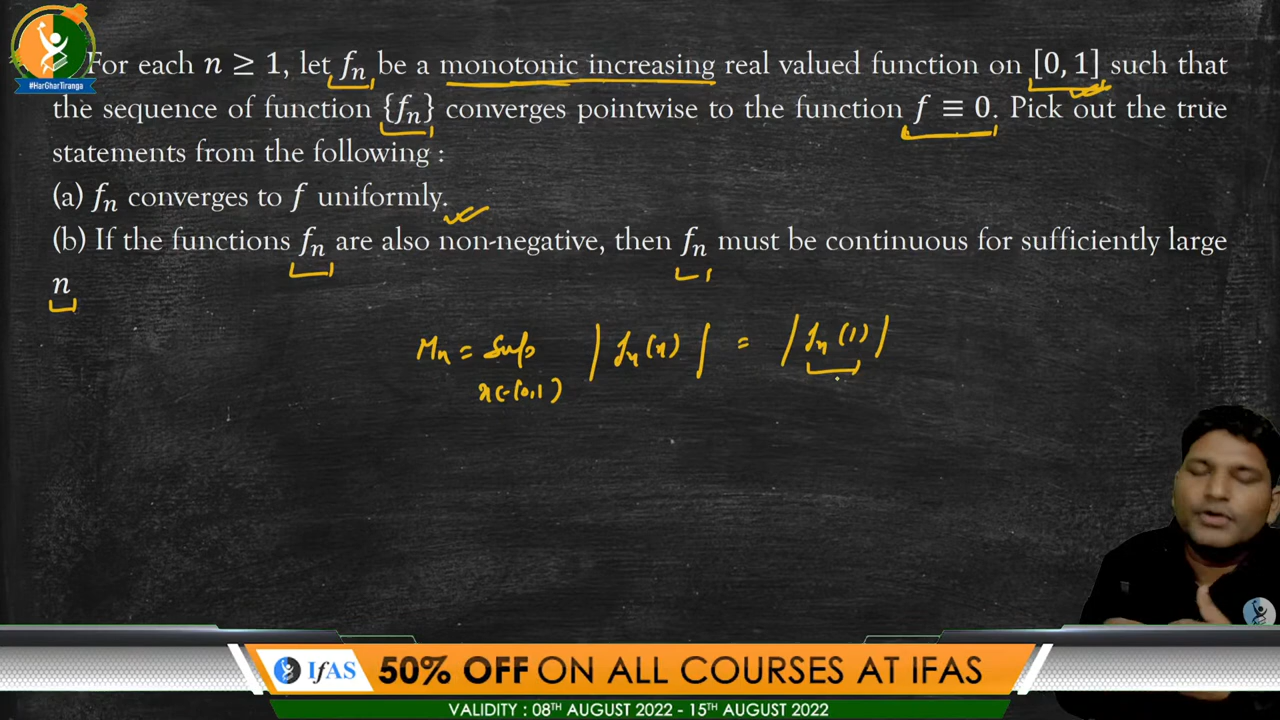 #HarGharTiranga
For each n ≥ 1, let fₙ be a monotonic increasing real valued function on [0, 1] such that
the sequence of function {fₙ} converges pointwise to the function f ≡ 0. Pick out the true
statements from the following :
(a) fₙ converges to f uniformly.
(b) If the functions fₙ are also non-negative, then fₙ must be continuous for sufficiently large
n
Mₙ = Sup |fₙ(x)| = |fₙ(1)|
x∈[0,1]
IFAS 50% OFF ON ALL COURSES AT IFAS
VALIDITY : 08TH AUGUST 2022 - 15TH AUGUST 2022